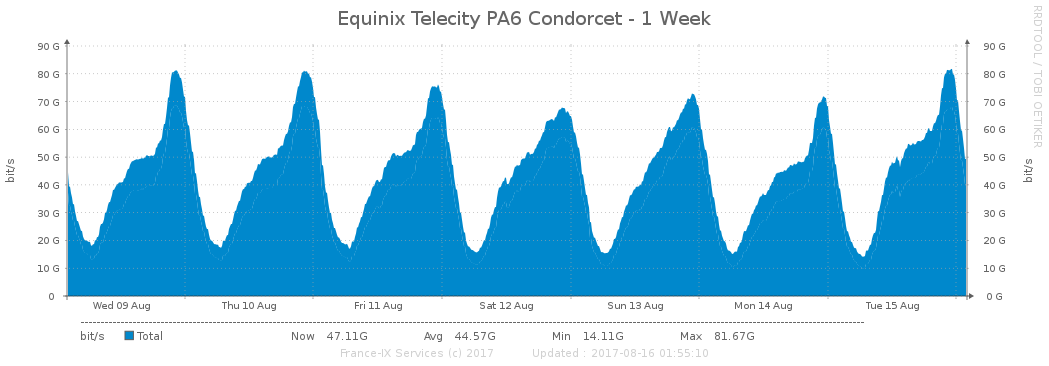 Equinix Telecity PA6 Condorcet - 1 Week
RRDTOOL / TOBI OETIKER
bit/s
90 G
80 G
70 G
60 G
50 G
40 G
30 G
20 G
10 G
0
90 G
80 G
70 G
60 G
50 G
40 G
30 G
20 G
10 G
0 G
bit/s
Wed 09 Aug Thu 10 Aug Fri 11 Aug Sat 12 Aug Sun 13 Aug Mon 14 Aug Tue 15 Aug
bit/s Total Now 47.11G Avg 44.57G Min 14.11G Max 81.67G
France-IX Services (c) 2017 Updated : 2017-08-16 01:55:10